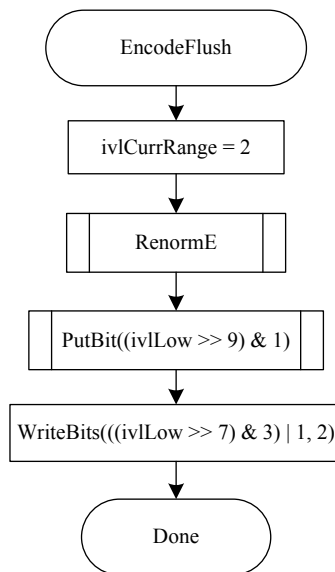 EncodeFlush
ivlCurrRange = 2
RenormE
PutBit((ivlLow >> 9) & 1)
WriteBits(((ivlLow >> 7) & 3) | 1, 2)
Done